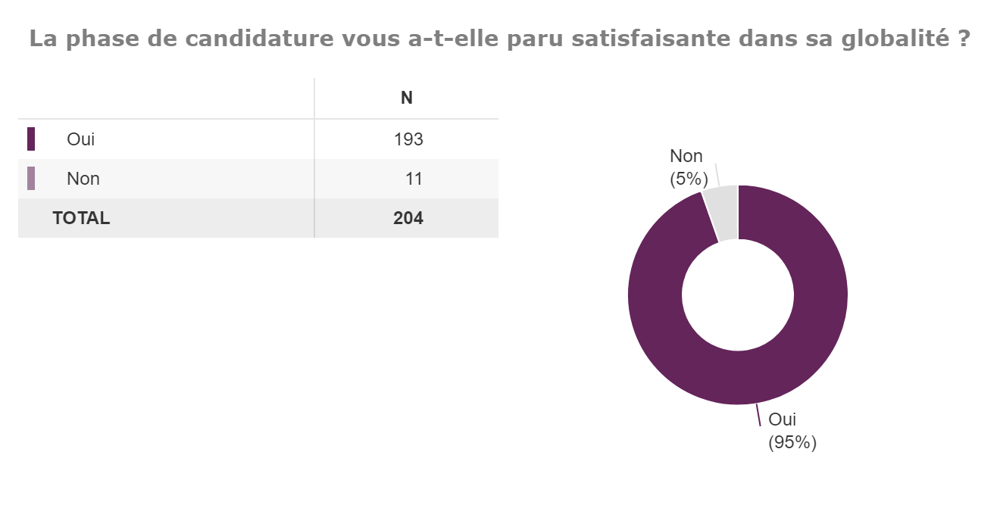 La phase de candidature vous a-t-elle paru satisfaisante dans sa globalité ?
N
Oui 193
Non 11
TOTAL 204
Non
(5%)
Oui
(95%)